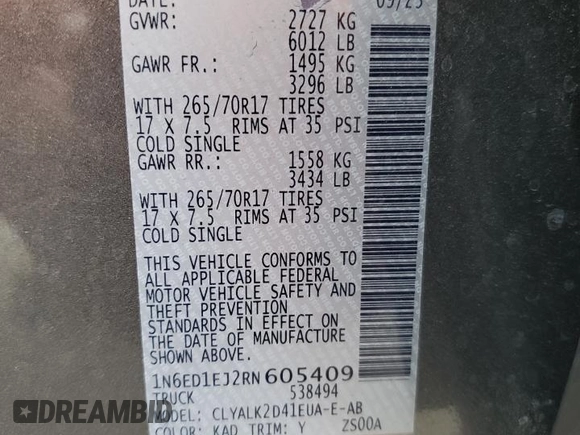 DATE: 09/23
GVWR: 2727 KG
6012 LB
GAWR FR.: 1495 KG
3296 LB
WITH 265/70R17 TIRES
17 X 7.5 RIMS AT 35 PSI
COLD SINGLE
GAWR RR.: 1558 KG
3434 LB
WITH 265/70R17 TIRES
17 X 7.5 RIMS AT 35 PSI
COLD SINGLE
THIS VEHICLE CONFORMS TO
ALL APPLICABLE FEDERAL
MOTOR VEHICLE SAFETY AND
THEFT PREVENTION
STANDARDS IN EFFECT ON
THE DATE OF MANUFACTURE
SHOWN ABOVE.
1N6ED1EJ2RN605409
TRUCK 538494
MODEL: CLYALK2D41EUA-E-AB
COLOR: KAD TRIM: Y ZS00A
DREAMBID